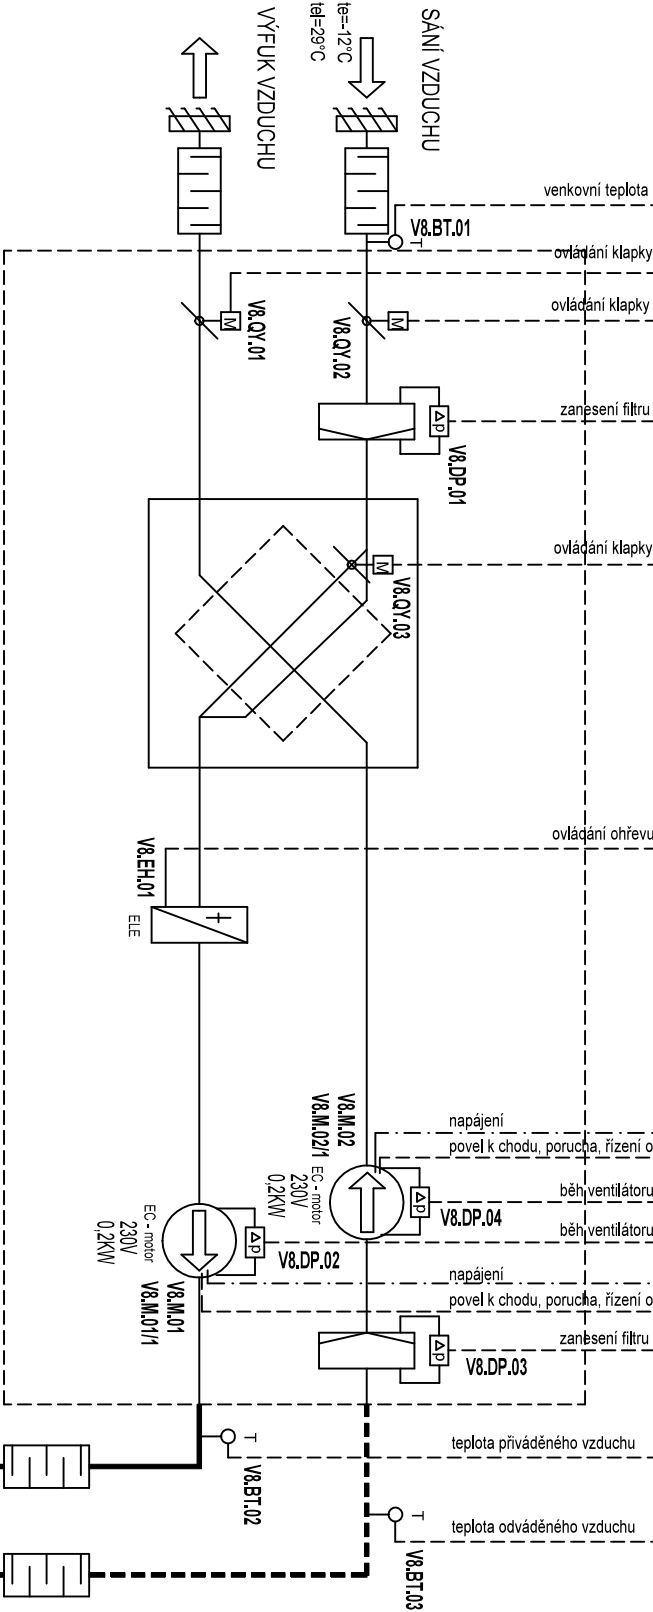 SÁNÍ VZDUCHU
te=-12°C
tel=29°C
VÝFUK VZDUCHU
venkovní teplota
V8.BT.01
T
ovládání klapky
V8.QY.01
M
ovládání klapky
V8.QY.02
M
zanesení filtru
Δp
V8.DP.01
ovládání klapky
M
V8.QY.03
ovládání ohřevu
V8.EH.01
ELE
napájení
povel k chodu, porucha, řízení o
V8.M.02
V8.M.02/1
EC - motor
230V
0,2KW
běh ventilátoru
Δp
V8.DP.04
běh ventilátoru
Δp
V8.DP.02
EC - motor
230V
0,2KW
V8.M.01
V8.M.01/1
napájení
povel k chodu, porucha, řízení o
zanesení filtru
Δp
V8.DP.03
teplota přiváděného vzduchu
T
V8.BT.02
teplota odváděného vzduchu
T
V8.BT.03